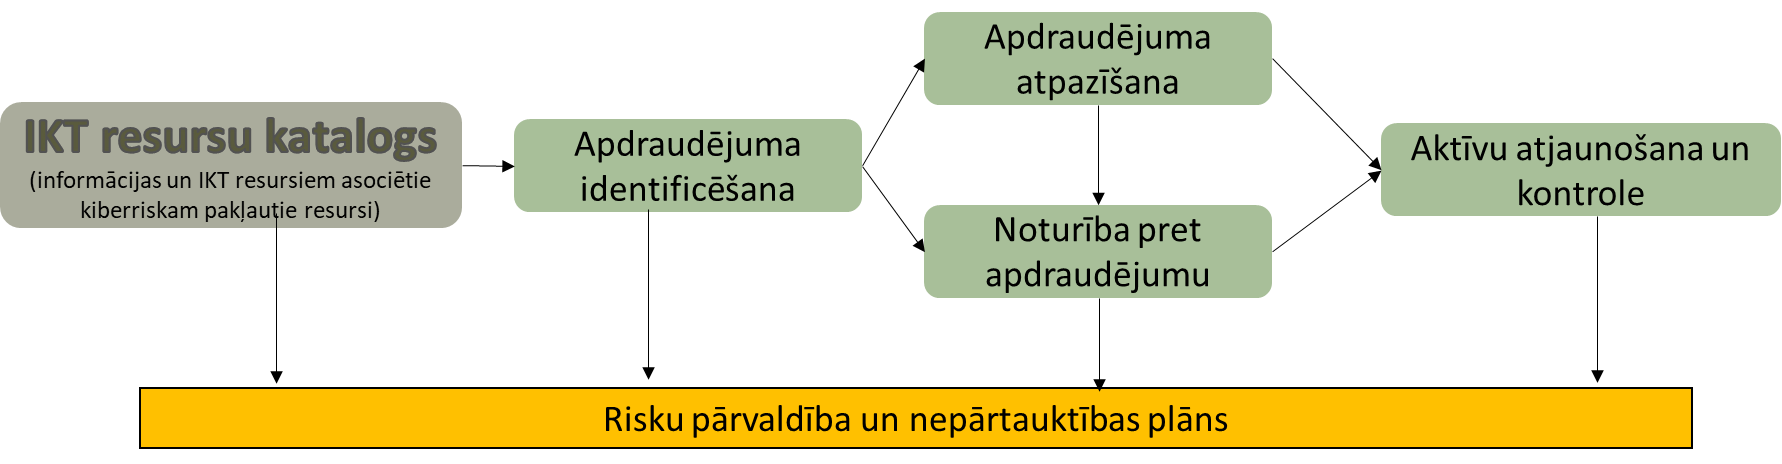 IKT resursu katalogs
(informācijas un IKT resursiem asociētie
kiberriskam pakļautie resursi)
Apdraudējuma
identificēšana
Apdraudējuma
atpazīšana
Noturība pret
apdraudējumu
Aktīvu atjaunošana un
kontrole
Risku pārvaldība un nepārtauktības plāns